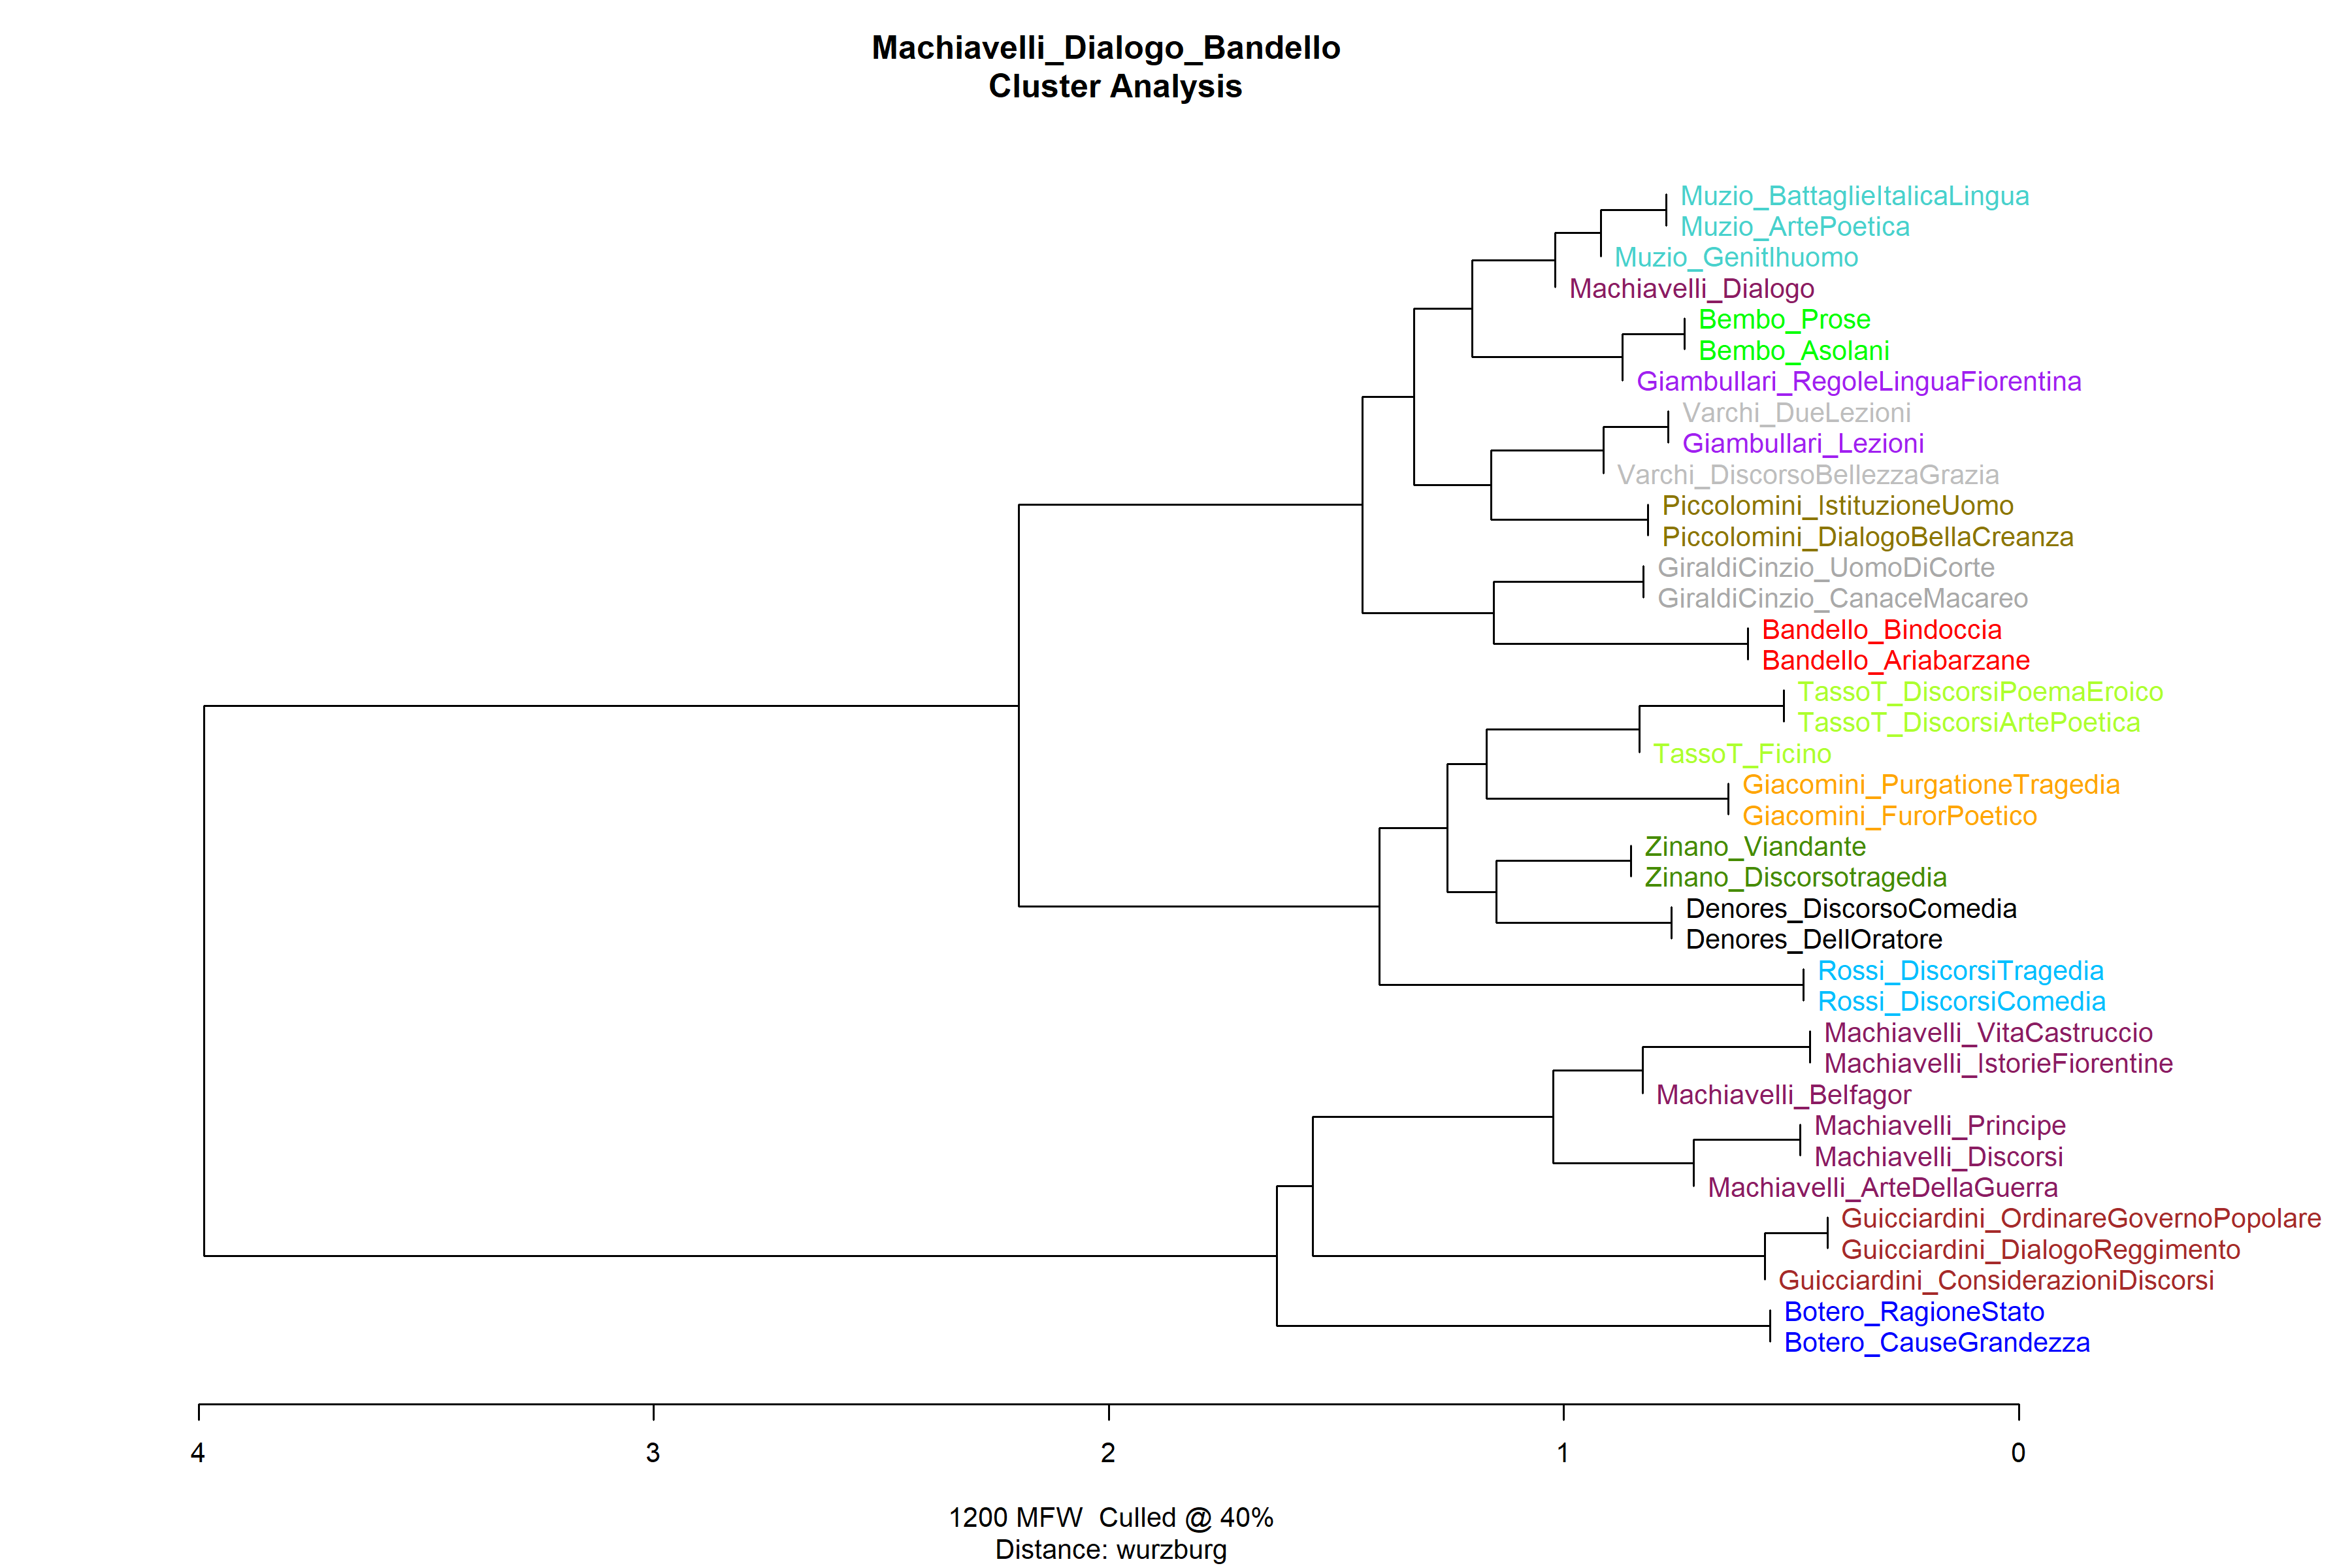 Machiavelli_Dialogo_Bandello
Cluster Analysis
Muzio_BattaglieItalicaLingua
Muzio_ArtePoetica
Muzio_Genitlhuomo
Machiavelli_Dialogo
Bembo_Prose
Bembo_Asolani
Giambullari_RegoleLinguaFiorentina
Varchi_DueLezioni
Giambullari_Lezioni
Varchi_DiscorsoBellezzaGrazia
Piccolomini_IstituzioneUomo
Piccolomini_DialogoBellaCreanza
GiraldiCinzio_UomoDiCorte
GiraldiCinzio_CanaceMacareo
Bandello_Bindoccia
Bandello_Ariabarzane
TassoT_DiscorsiPoemaEroico
TassoT_DiscorsiArtePoetica
TassoT_Ficino
Giacomini_PurgationeTragedia
Giacomini_FurorPoetico
Zinano_Viandante
Zinano_Discorsotragedia
Denores_DiscorsoComedia
Denores_DellOratore
Rossi_DiscorsiTragedia
Rossi_DiscorsiComedia
Machiavelli_VitaCastruccio
Machiavelli_IstorieFiorentine
Machiavelli_Belfagor
Machiavelli_Principe
Machiavelli_Discorsi
Machiavelli_ArteDellaGuerra
Guicciardini_OrdinareGovernoPopolare
Guicciardini_DialogoReggimento
Guicciardini_ConsiderazioniDiscorsi
Botero_RagioneStato
Botero_CauseGrandezza
4 3 2 1 0
1200 MFW  Culled @ 40%
Distance: wurzburg